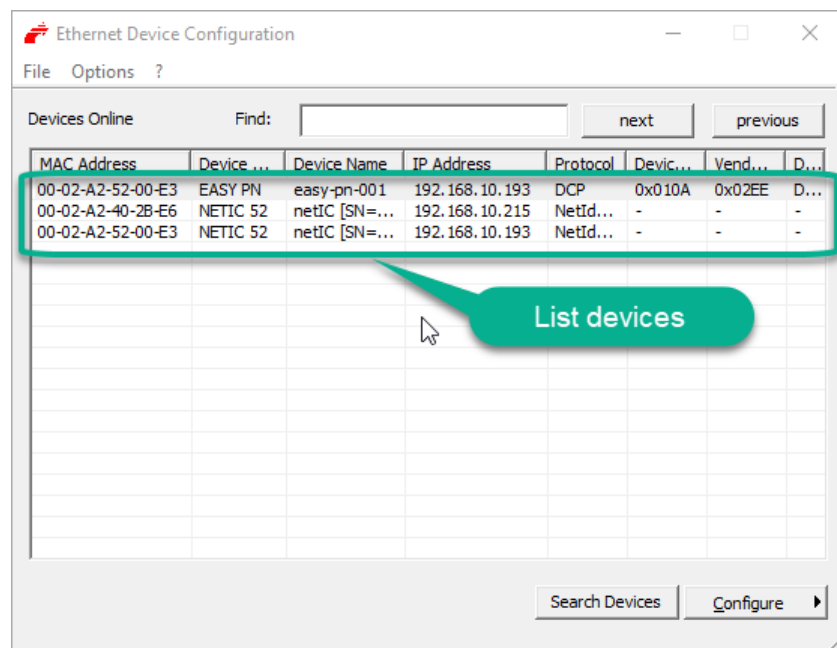 Ethernet Device Configuration
File Options ?
Devices Online Find: next previous
MAC Address Device ... Device Name IP Address Protocol Devic... Vend... D...
00-02-A2-52-00-E3 EASY PN easy-pn-001 192.168.10.193 DCP 0x010A 0x02EE D...
00-02-A2-40-2B-E6 NETIC 52 netIC [SN=... 192.168.10.215 NetId... - - -
00-02-A2-52-00-E3 NETIC 52 netIC [SN=... 192.168.10.193 NetId... - - -
List devices
Search Devices Configure